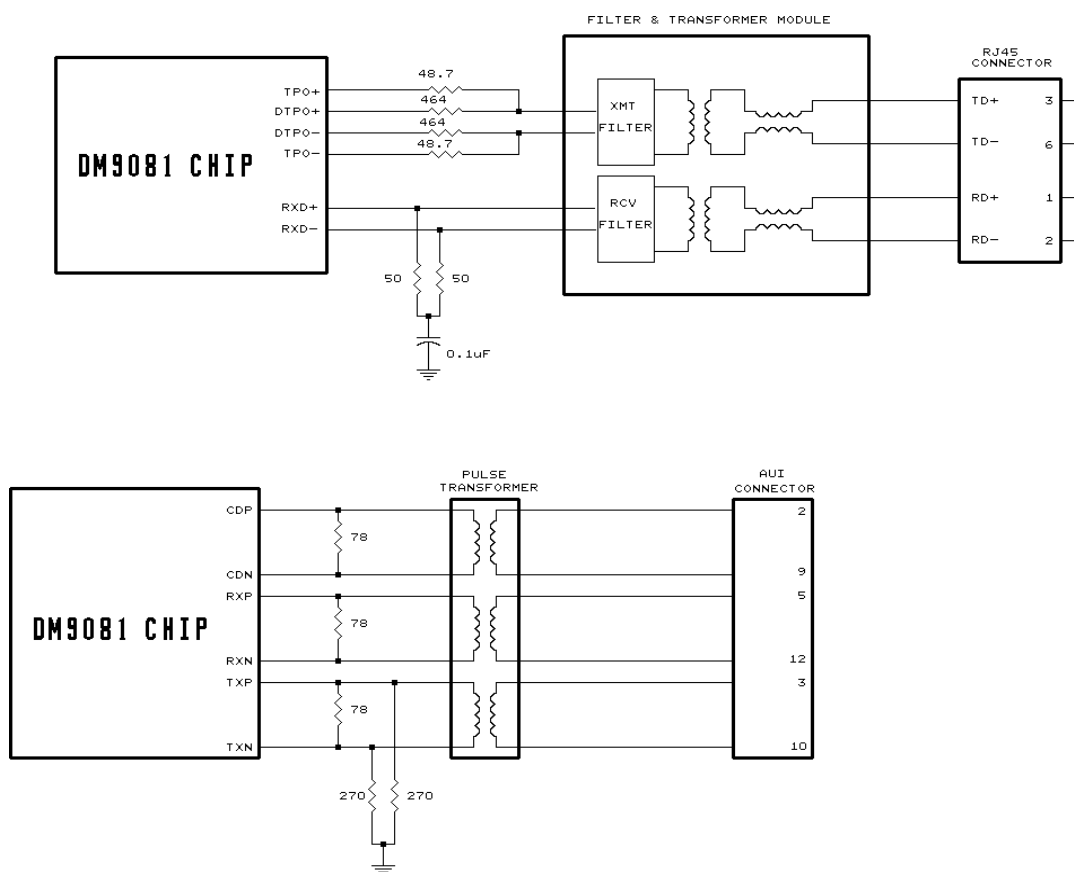 FILTER & TRANSFORMER MODULE
RJ45
CONNECTOR
48.7
TPO+
464
DTPO+
464
DTPO-
48.7
TPO-
DM9081 CHIP
RXD+
RXD-
50
50
0.1uF
XMT
FILTER
RCV
FILTER
TD+ 3
TD- 6
RD+ 1
RD- 2
PULSE
TRANSFORMER
AUI
CONNECTOR
CDP
78
CDN
RXP
DM9081 CHIP
78
RXN
TXP
78
TXN
270
270
2
9
5
12
3
10